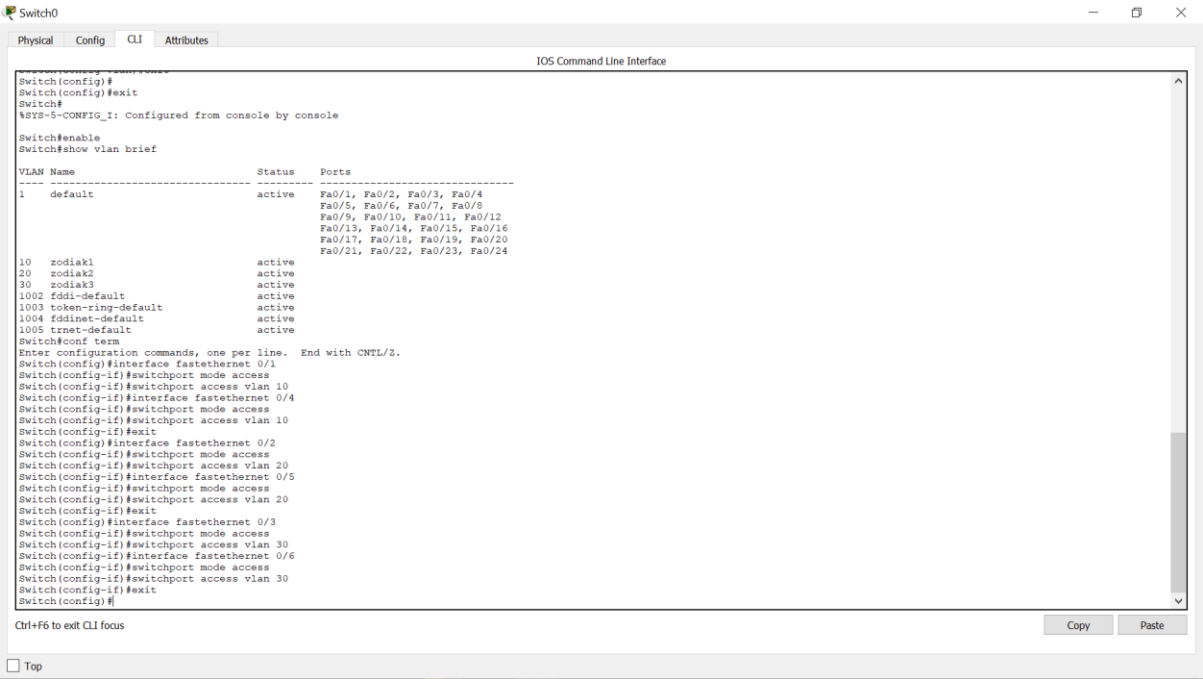 Switch0
Physical Config CLI Attributes
IOS Command Line Interface
Switch(config)#
Switch(config)#exit
Switch#
%SYS-5-CONFIG_I: Configured from console by console
Switch#enable
Switch#show vlan brief
VLAN Name Status Ports
---- -------------------------------- --------- -------------------------------
1 default active Fa0/1, Fa0/2, Fa0/3, Fa0/4
Fa0/5, Fa0/6, Fa0/7, Fa0/8
Fa0/9, Fa0/10, Fa0/11, Fa0/12
Fa0/13, Fa0/14, Fa0/15, Fa0/16
Fa0/17, Fa0/18, Fa0/19, Fa0/20
Fa0/21, Fa0/22, Fa0/23, Fa0/24
10 zodiak1 active
20 zodiak2 active
30 zodiak3 active
1002 fddi-default active
1003 token-ring-default active
1004 fddinet-default active
1005 trnet-default active
Switch#conf term
Enter configuration commands, one per line. End with CNTL/Z.
Switch(config)#interface fastethernet 0/1
Switch(config-if)#switchport mode access
Switch(config-if)#switchport access vlan 10
Switch(config-if)#interface fastethernet 0/4
Switch(config-if)#switchport mode access
Switch(config-if)#switchport access vlan 10
Switch(config-if)#exit
Switch(config)#interface fastethernet 0/2
Switch(config-if)#switchport mode access
Switch(config-if)#switchport access vlan 20
Switch(config-if)#interface fastethernet 0/5
Switch(config-if)#switchport mode access
Switch(config-if)#switchport access vlan 20
Switch(config-if)#exit
Switch(config)#interface fastethernet 0/3
Switch(config-if)#switchport mode access
Switch(config-if)#switchport access vlan 30
Switch(config-if)#interface fastethernet 0/6
Switch(config-if)#switchport mode access
Switch(config-if)#switchport access vlan 30
Switch(config-if)#exit
Switch(config)#
Ctrl+F6 to exit CLI focus
Copy Paste
Top